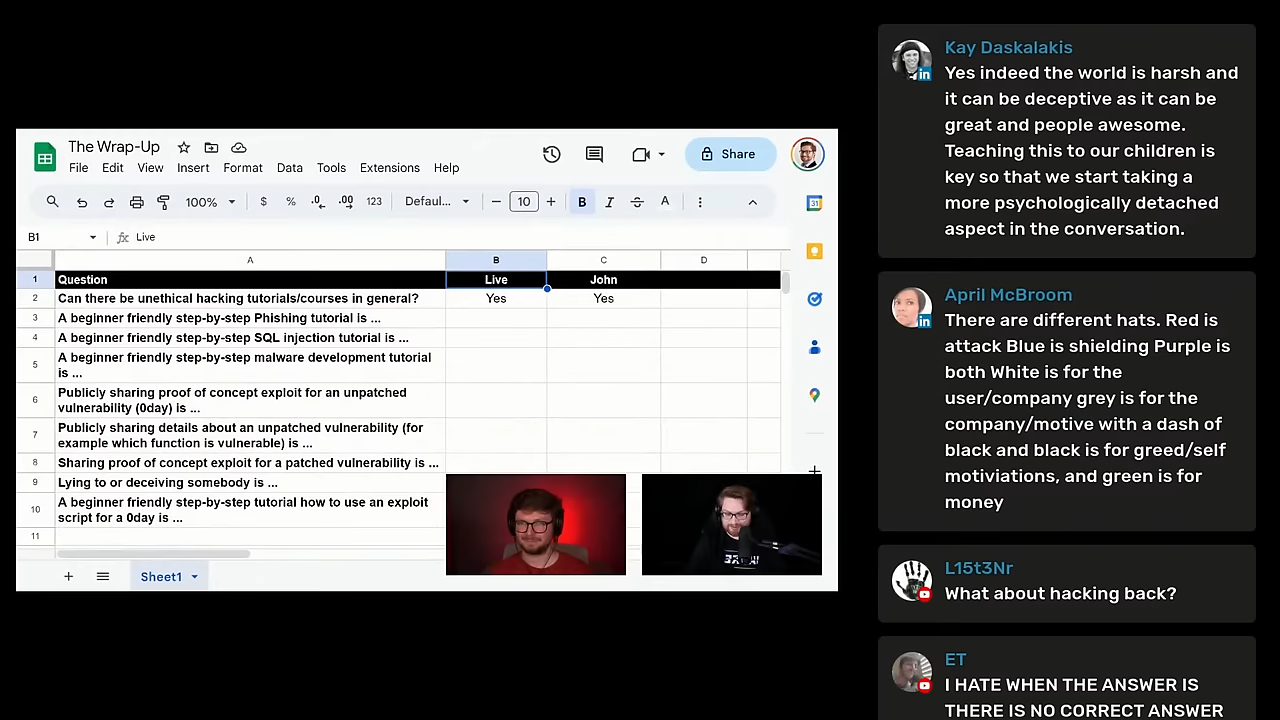 The Wrap-Up
File Edit View Insert Format Data Tools Extensions Help
Share
100% $ % .0 .00 123 Defaul... 10 B I S A
31
B1 fx Live
A B C D
1 Question Live John
2 Can there be unethical hacking tutorials/courses in general? Yes Yes
3 A beginner friendly step-by-step Phishing tutorial is ...
4 A beginner friendly step-by-step SQL injection tutorial is ...
5 A beginner friendly step-by-step malware development tutorial
is ...
6 Publicly sharing proof of concept exploit for an unpatched
vulnerability (0day) is ...
7 Publicly sharing details about an unpatched vulnerability (for
example which function is vulnerable) is ...
8 Sharing proof of concept exploit for a patched vulnerability is ...
9 Lying to or deceiving somebody is ...
10 A beginner friendly step-by-step tutorial how to use an exploit
script for a 0day is ...
11
Sheet1
Kay Daskalakis
in
Yes indeed the world is harsh and
it can be deceptive as it can be
great and people awesome.
Teaching this to our children is
key so that we start taking a
more psychologically detached
aspect in the conversation.
April McBroom
in
There are different hats. Red is
attack Blue is shielding Purple is
both White is for the
user/company grey is for the
company/motive with a dash of
black and black is for greed/self
motiviations, and green is for
money
L15t3Nr
What about hacking back?
ET
I HATE WHEN THE ANSWER IS
THERE IS NO CORRECT ANSWER